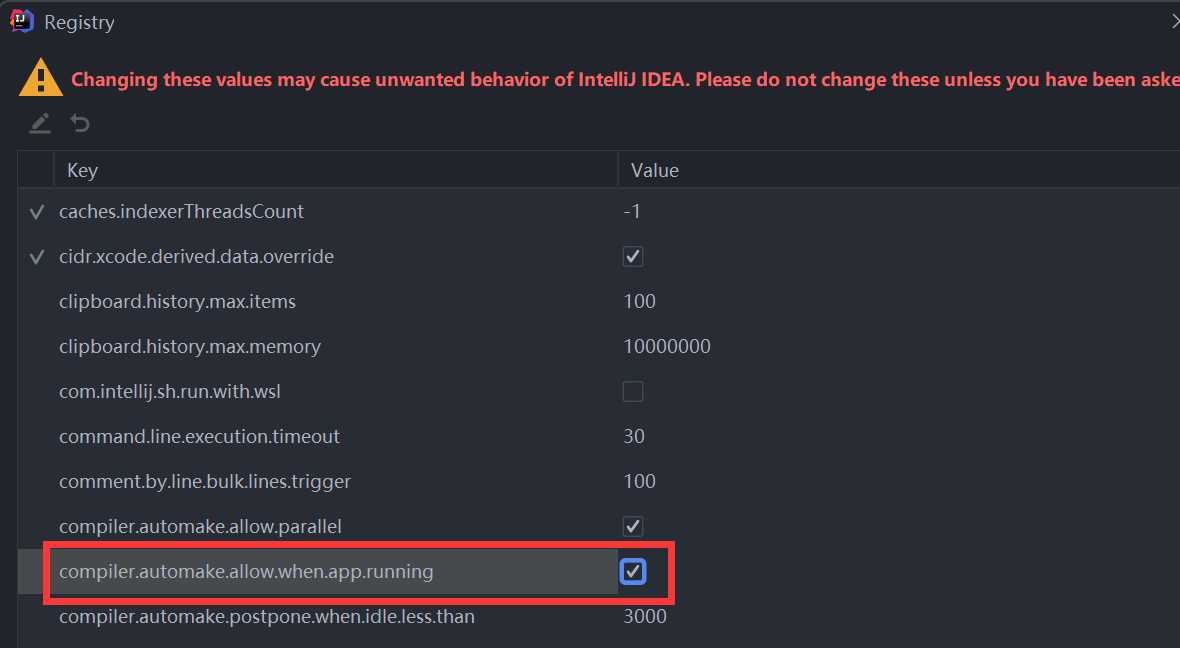 Registry
Changing these values may cause unwanted behavior of IntelliJ IDEA. Please do not change these unless you have been aske
Key Value
caches.indexerThreadsCount -1
cidr.xcode.derived.data.override
clipboard.history.max.items 100
clipboard.history.max.memory 10000000
com.intellij.sh.run.with.wsl
command.line.execution.timeout 30
comment.by.line.bulk.lines.trigger 100
compiler.automake.allow.parallel
compiler.automake.allow.when.app.running
compiler.automake.postpone.when.idle.less.than 3000